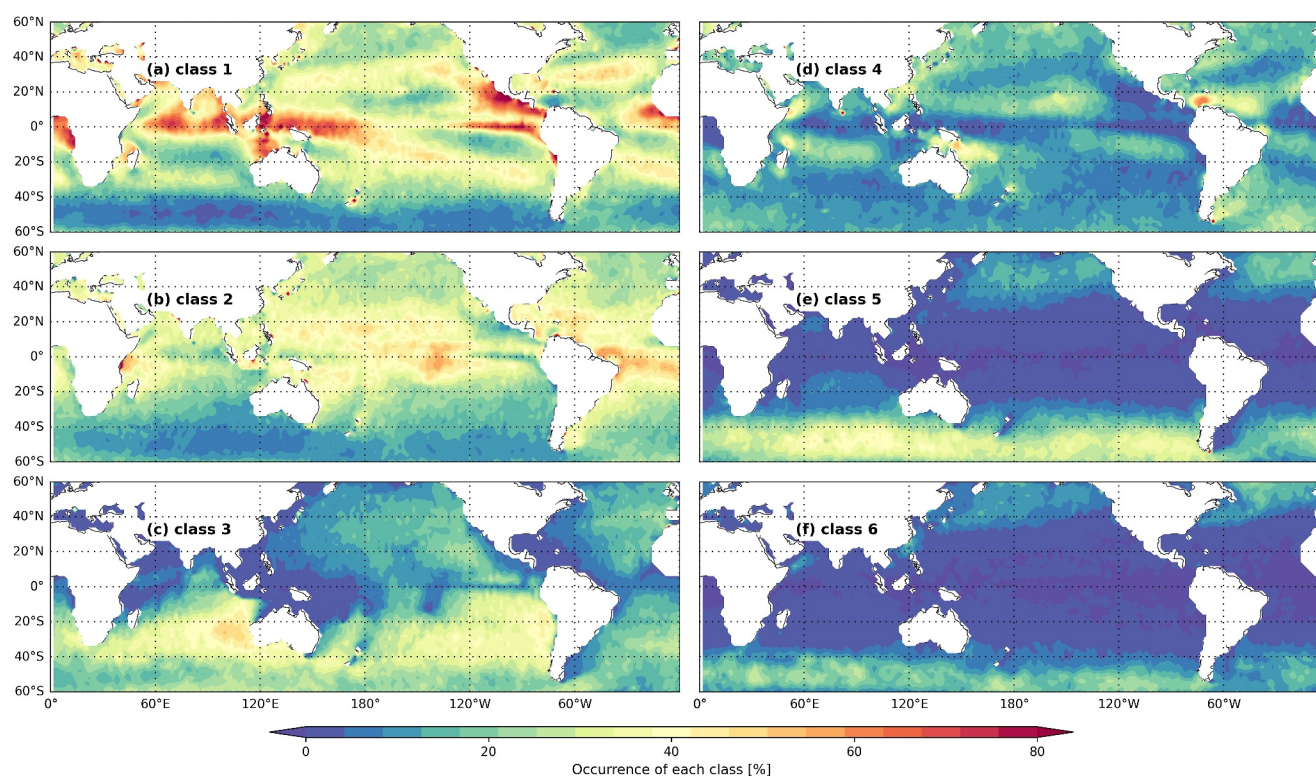 60°N
40°N
20°N
0°
20°S
40°S
60°S
(a) class 1
(d) class 4
60°N
40°N
20°N
0°
20°S
40°S
60°S
(b) class 2
(e) class 5
60°N
40°N
20°N
0°
20°S
40°S
60°S
(c) class 3
(f) class 6
0° 60°E 120°E 180° 120°W 60°W
0° 60°E 120°E 180° 120°W 60°W
0 20 40 60 80
Occurrence of each class [%]